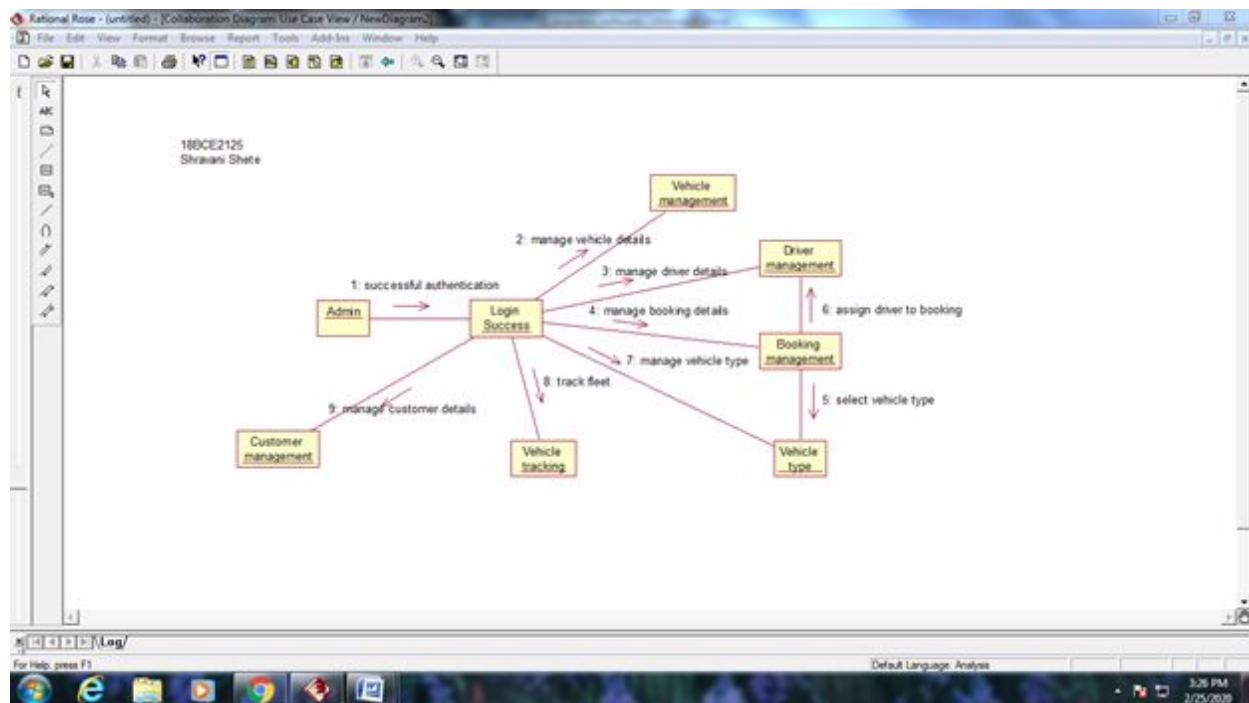 Rational Rose - (untitled) - [Collaboration Diagram: Use Case View / NewDiagram2]
File Edit View Format Browse Report Tools Add-Ins Window Help
ABC
18BCE2125
Shravani Shete
Vehicle
management
2: manage vehicle details
Driver
management
3: manage driver details
1: successful authentication
Admin
Login
Success
4: manage booking details
6: assign driver to booking
Booking
management
7: manage vehicle type
8: track fleet
5: select vehicle type
9: manage customer details
Customer
management
Vehicle
tracking
Vehicle
type
Log
For Help, press F1
Default Language: Analysis
3:26 PM
2/25/2020